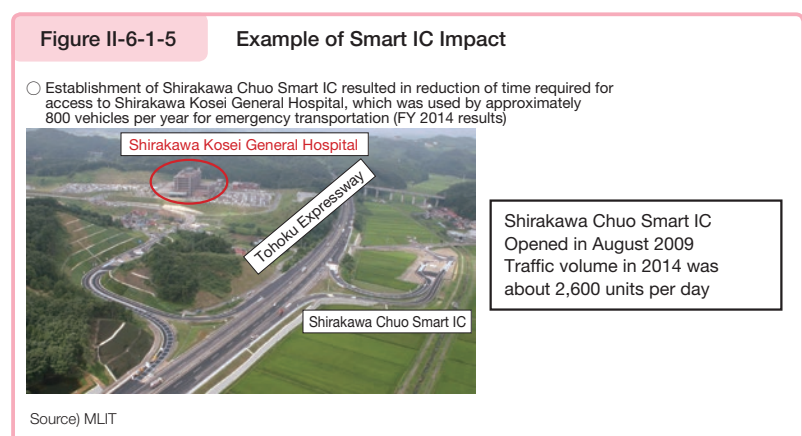 Figure II-6-1-5
Example of Smart IC Impact
○ Establishment of Shirakawa Chuo Smart IC resulted in reduction of time required for
access to Shirakawa Kosei General Hospital, which was used by approximately
800 vehicles per year for emergency transportation (FY 2014 results)
Shirakawa Kosei General Hospital
Tohoku Expressway
Shirakawa Chuo Smart IC
Shirakawa Chuo Smart IC
Opened in August 2009
Traffic volume in 2014 was
about 2,600 units per day
Source) MLIT